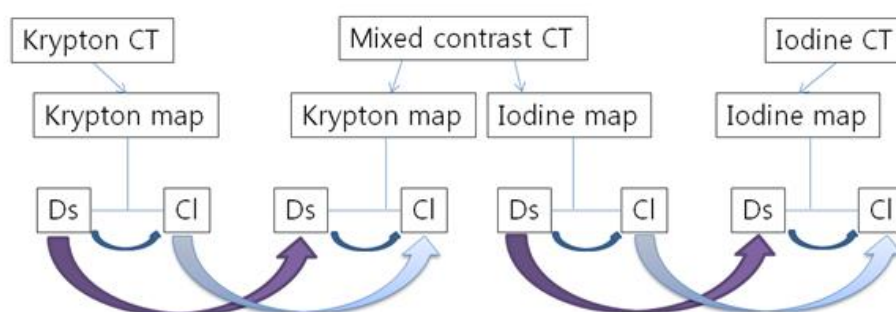 Krypton CT
Mixed contrast CT
Iodine CT
Krypton map
Krypton map
Iodine map
Iodine map
Ds
Cl
Ds
Cl
Ds
Cl
Ds
Cl